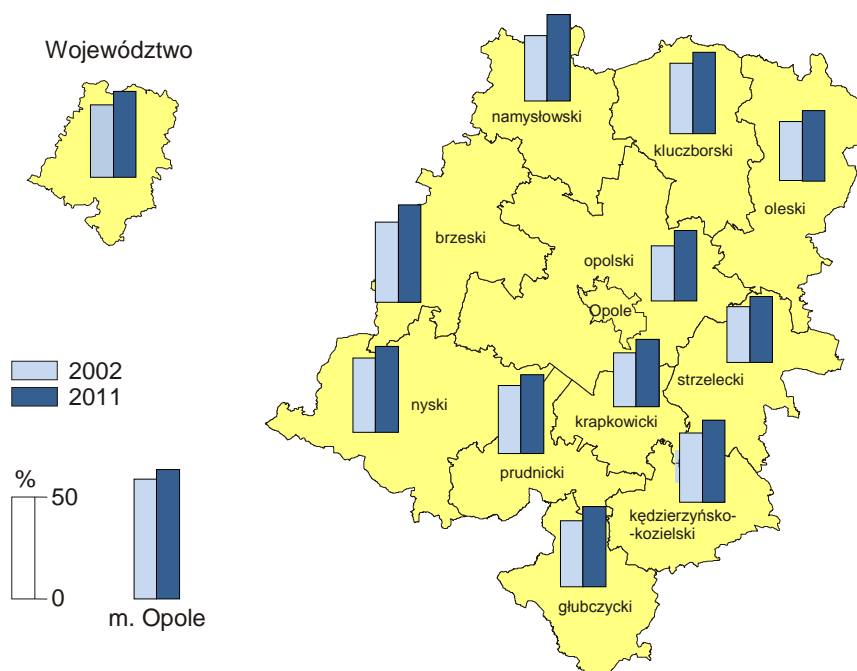 Województwo
namysłowski
kluczborski
oleski
brzeski
opolski
Opole
2002
2011
nyski
strzelecki
krapkowicki
prudnicki
%
50
0
kędzierzyńsko-
-kozielski
m. Opole
głubczycki